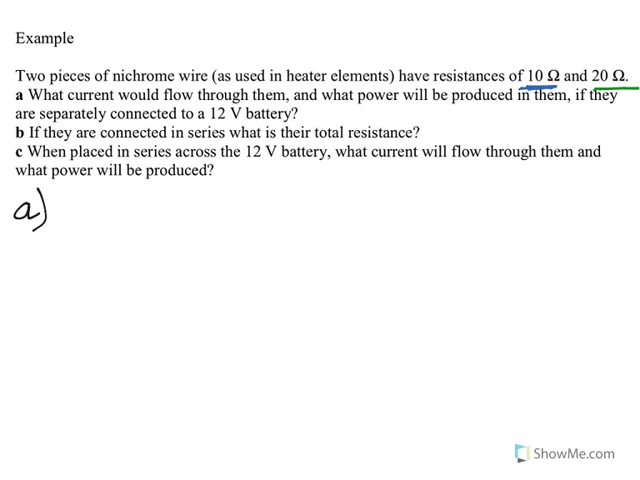 Example
Two pieces of nichrome wire (as used in heater elements) have resistances of 10 Ω and 20 Ω.
a What current would flow through them, and what power will be produced in them, if they
are separately connected to a 12 V battery?
b If they are connected in series what is their total resistance?
c When placed in series across the 12 V battery, what current will flow through them and
what power will be produced?
a)
ShowMe.com